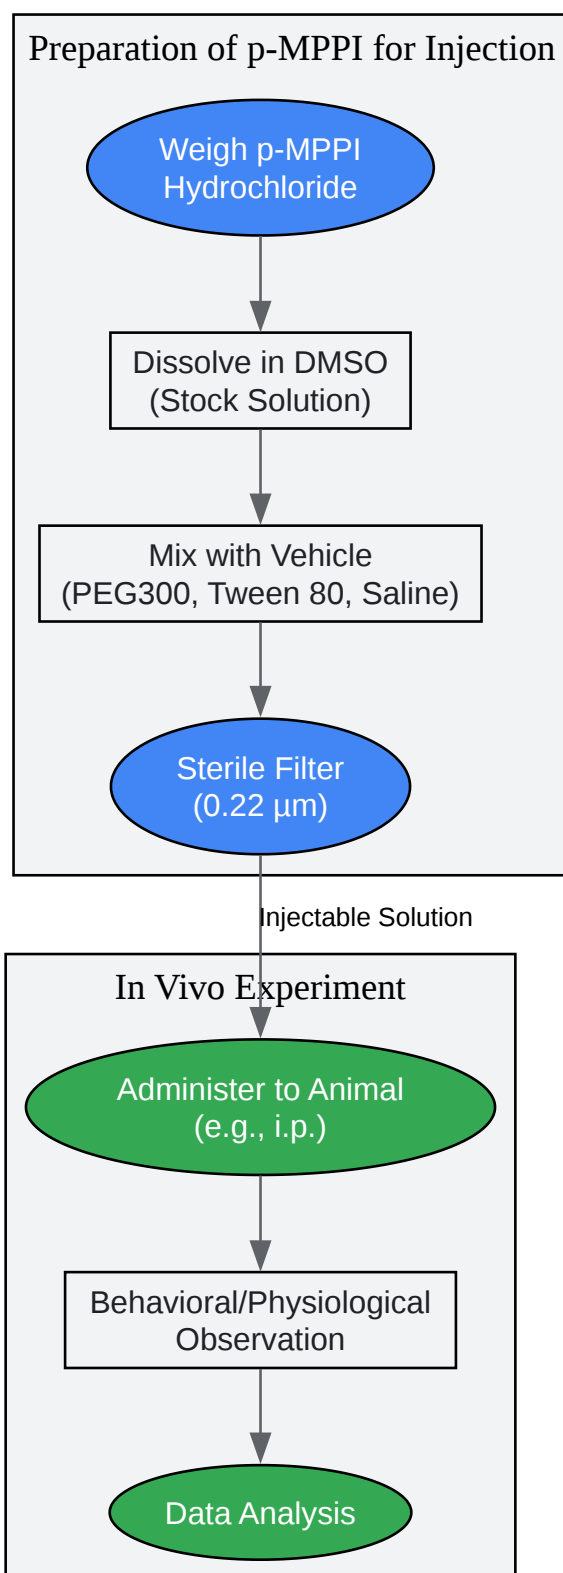 Preparation of p-MPPI for Injection
Weigh p-MPPI
Hydrochloride
Dissolve in DMSO
(Stock Solution)
Mix with Vehicle
(PEG300, Tween 80, Saline)
Sterile Filter
(0.22 µm)
Injectable Solution
In Vivo Experiment
Administer to Animal
(e.g., i.p.)
Behavioral/Physiological
Observation
Data Analysis